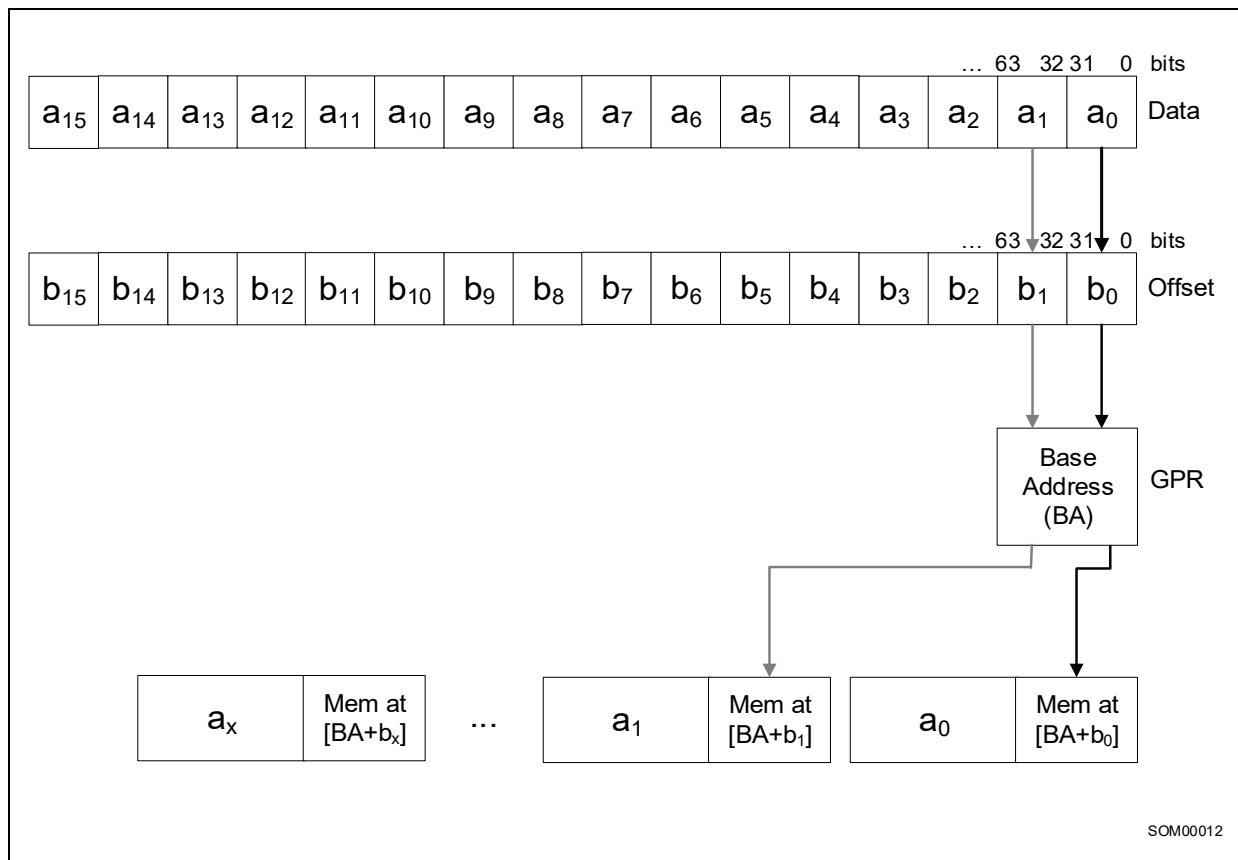 ... 63 32 31 0 bits
a15 a14 a13 a12 a11 a10 a9 a8 a7 a6 a5 a4 a3 a2 a1 a0 Data
... 63 32 31 0 bits
b15 b14 b13 b12 b11 b10 b9 b8 b7 b6 b5 b4 b3 b2 b1 b0 Offset
Base
Address
(BA)
GPR
ax
Mem at
[BA+bx]
...
a1
Mem at
[BA+b1]
a0
Mem at
[BA+b0]
SOM00012